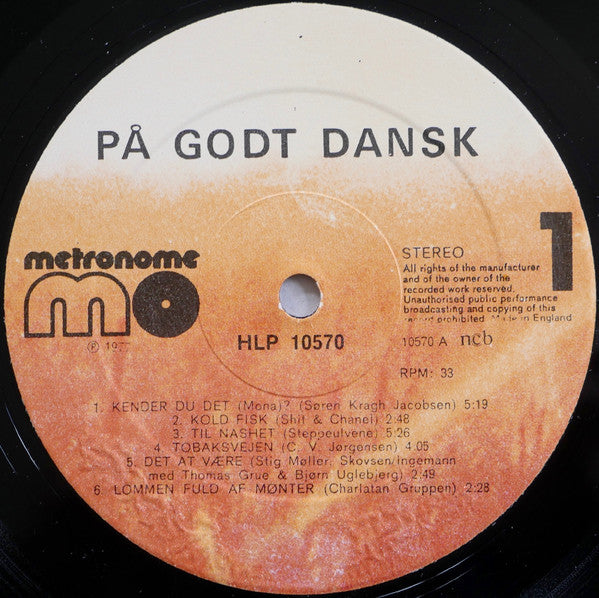 PÅ GODT DANSK
metronome
mo
1
STEREO
All rights of the manufacturer
and of the owner of the
recorded work reserved.
Unauthorised public performance
broadcasting and copying of this
record prohibited. Made in England
HLP 10570
10570 A ncb
℗ 197
RPM: 33
1. KENDER DU DET (Mona)? (Søren Kragh Jacobsen) 5:19
2. KOLD FISK (Shit & Chanel) 2:48
3. TIL NASHET (Steppeulvene) 5:26
4. TOBAKSVEJEN (C. V. Jørgensen) 4:05
5. DET AT VÆRE (Stig Møller, Skovsen/Ingemann
med Thomas Grue & Bjørn Uglebjerg) 2:49
6. LOMMEN FULD AF MØNTER (Charlatan Gruppen) 2:28